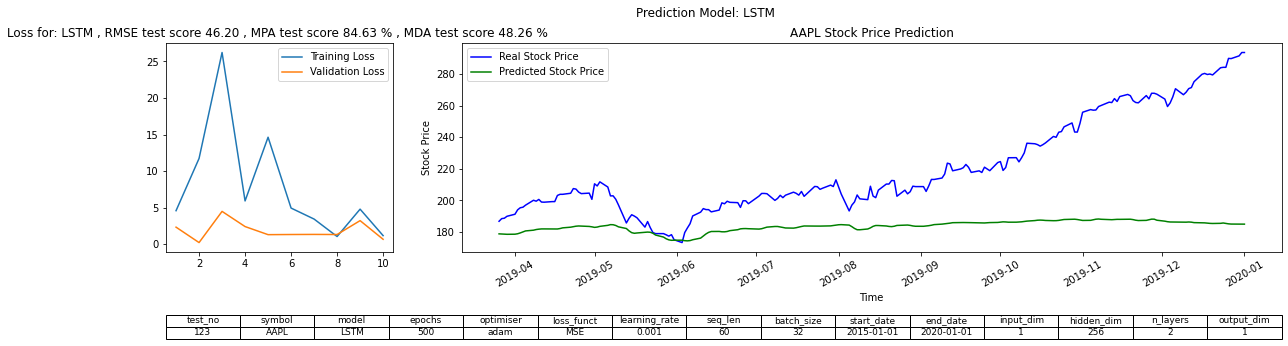 Prediction Model: LSTM
Loss for: LSTM , RMSE test score 46.20 , MPA test score 84.63 % , MDA test score 48.26 %
Training Loss
Validation Loss
25
20
15
10
5
0
2 4 6 8 10
AAPL Stock Price Prediction
Real Stock Price
Predicted Stock Price
Stock Price
280
260
240
220
200
180
2019-04 2019-05 2019-06 2019-07 2019-08 2019-09 2019-10 2019-11 2019-12 2020-01
Time
test_no symbol model epochs optimiser loss_funct learning_rate seq_len batch_size start_date end_date input_dim hidden_dim n_layers output_dim
123 AAPL LSTM 500 adam MSE 0.001 60 32 2015-01-01 2020-01-01 1 256 2 1